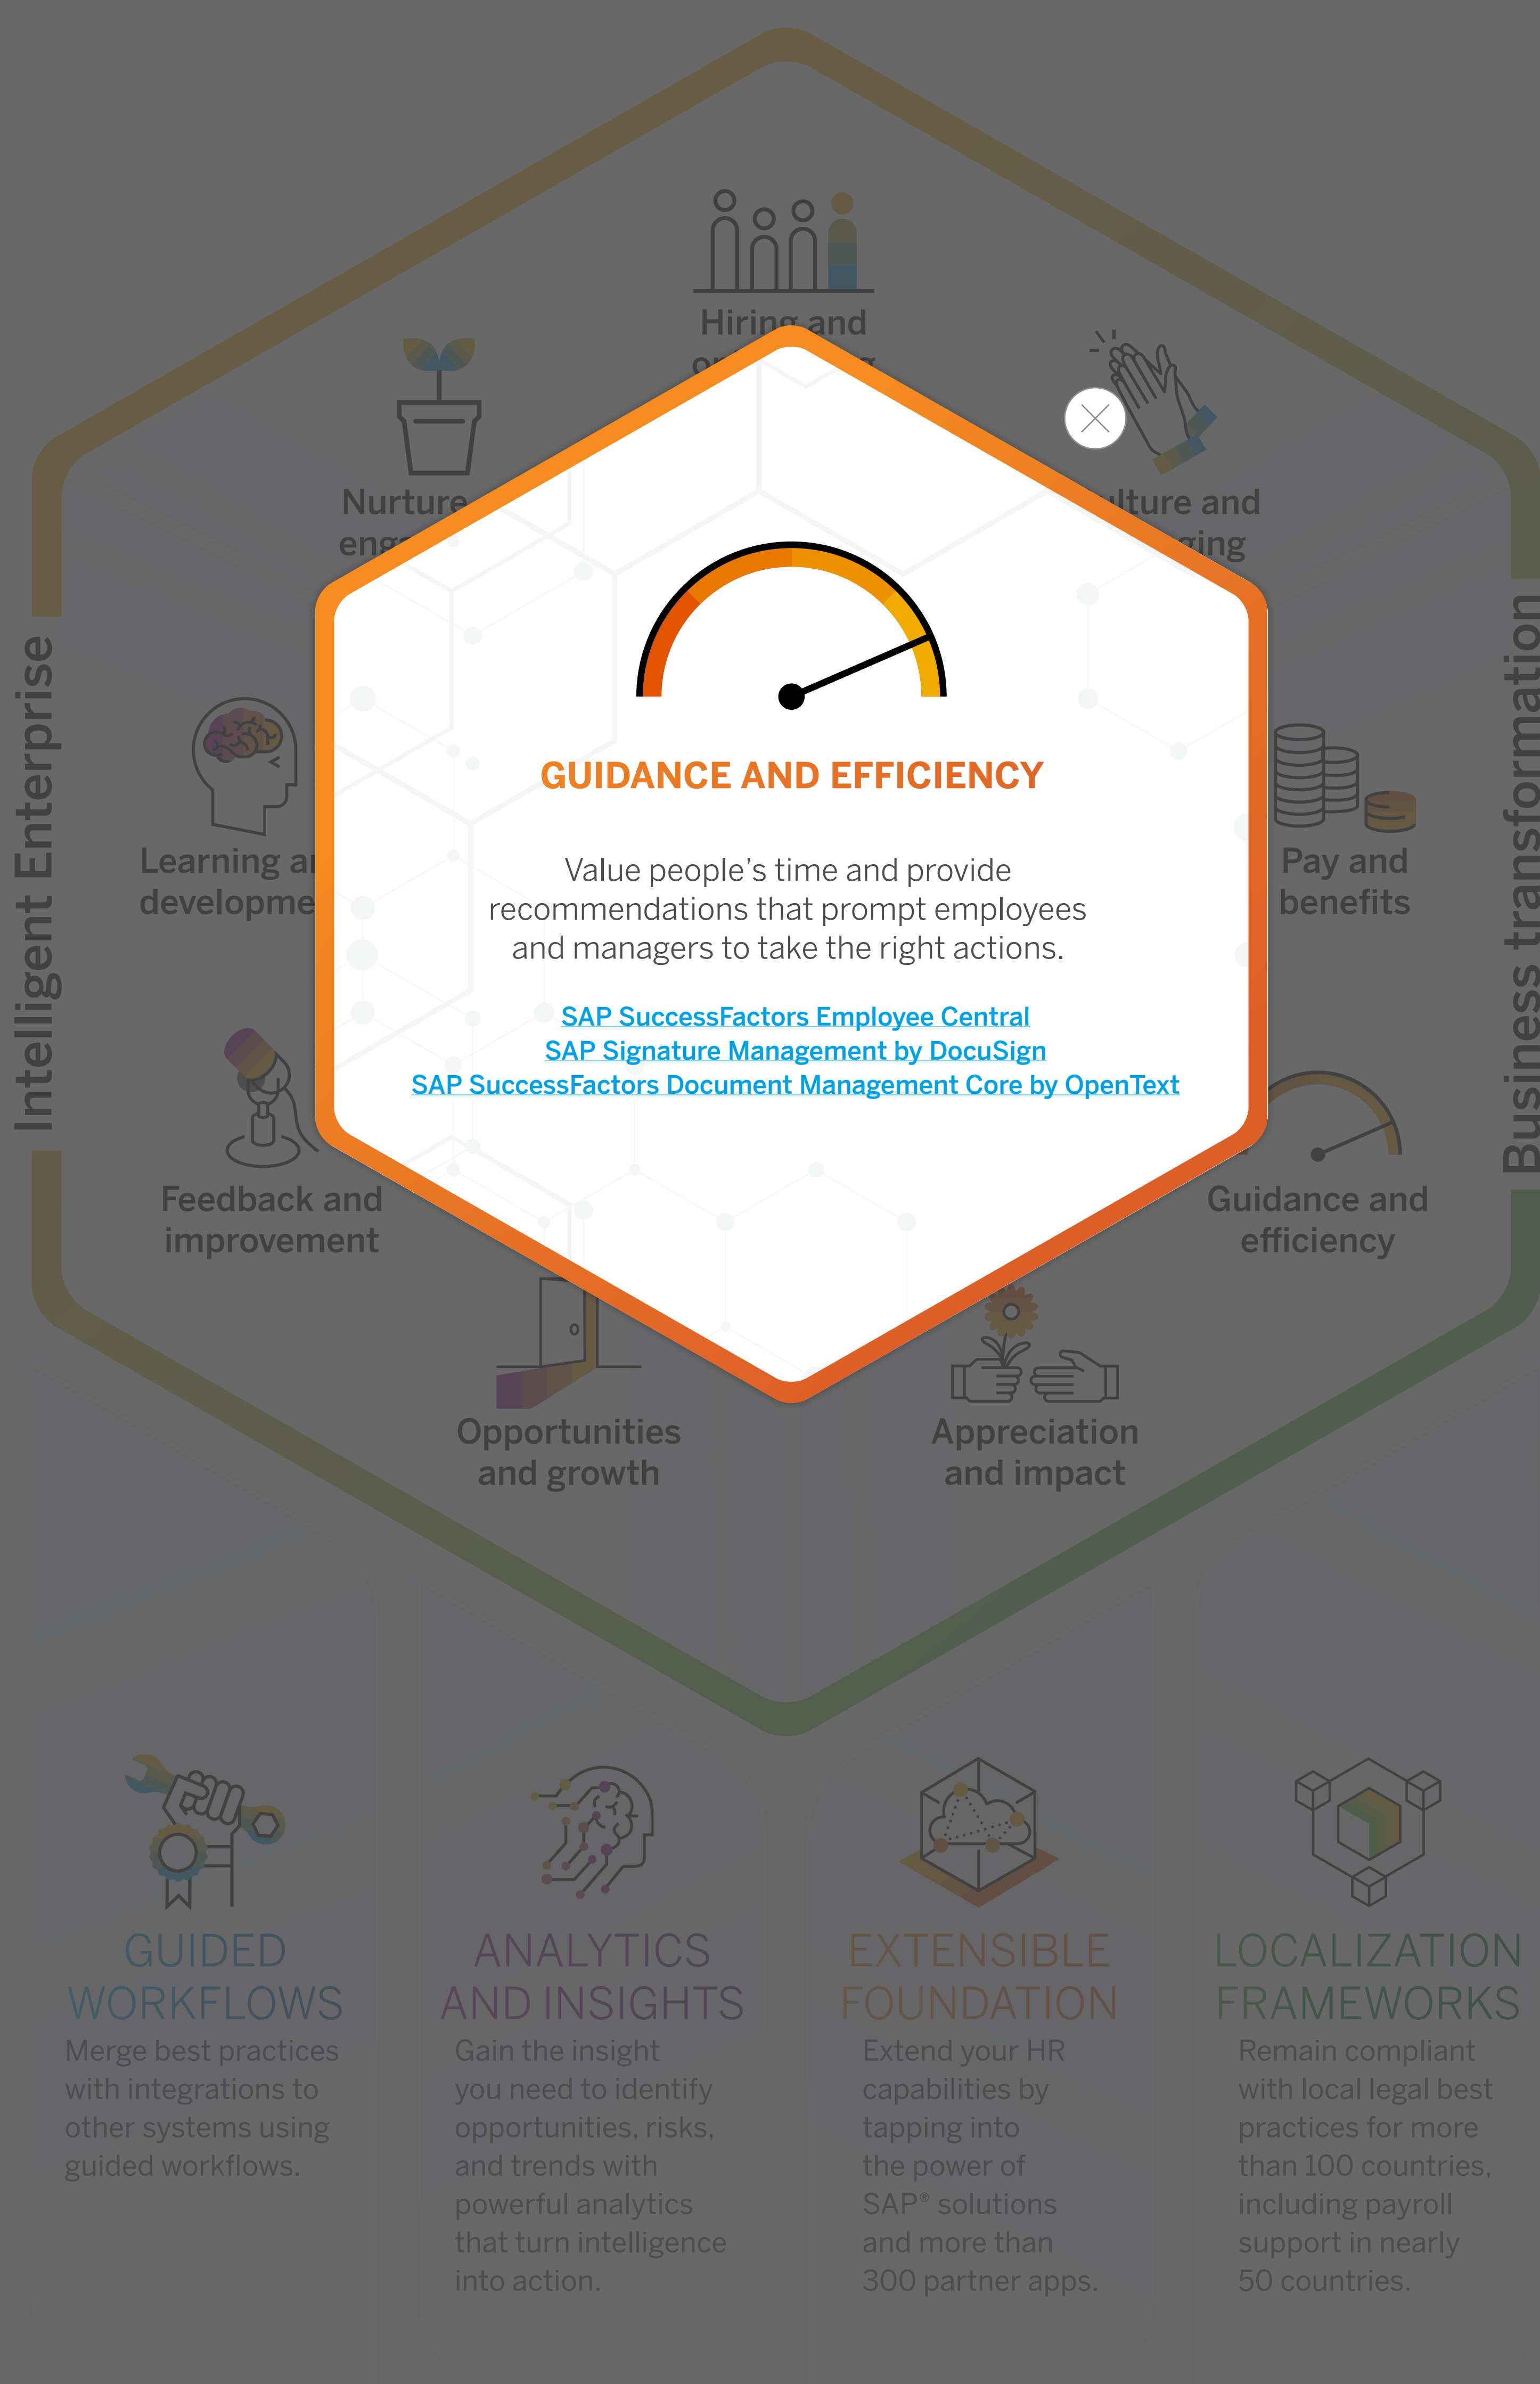 Hiring and
Nurture
Intelligent Enterprise
Business transformation
GUIDANCE AND EFFICIENCY
Value people's time and provide
recommendations that prompt employees
and managers to take the right actions.
SAP SuccessFactors Employee Central
SAP Signature Management by DocuSign
SAP SuccessFactors Document Management Core by OpenText
and
Learning
Pay and
benefits
Feedback and
improvement
Guidance and
efficiency
Opportunities
and growth
Appreciation
and impact
GUIDED
WORKFLOWS
Merge best practices
with integrations to
other systems using
guided workflows.
ANALYTICS
AND INSIGHTS
Gain the insight
you need to identify
opportunities, risks,
and trends with
powerful analytics
that turn intelligence
into action.
EXTENSIBLE
FOUNDATION
Extend your HR
capabilities by
tapping into
the power of
SAP® solutions
and more than
300 partner apps.
LOCALIZATION
FRAMEWORKS
Remain compliant
with local legal best
practices for more
than 100 countries,
including payroll
support in nearly
50 countries.